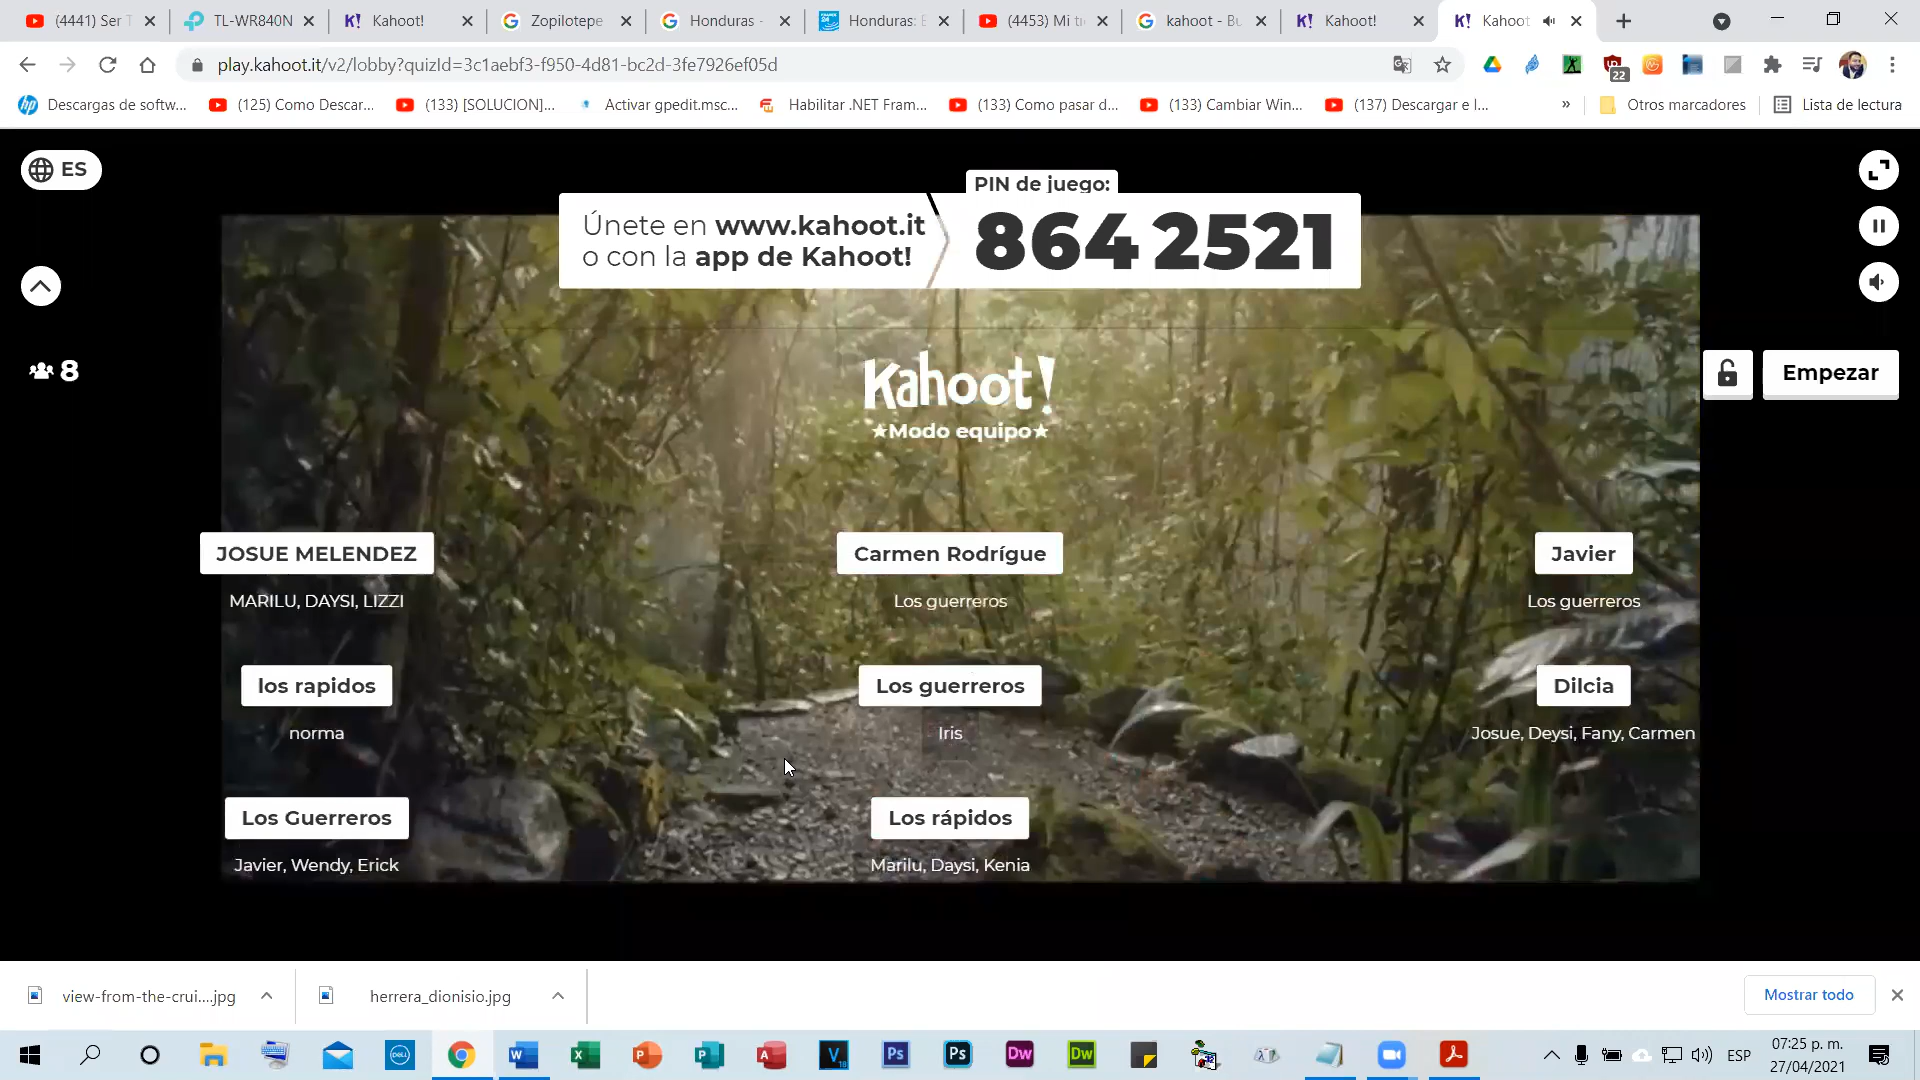 (4441) Ser T
TL-WR840N
Kahoot!
Zopilotepe
Honduras -
Honduras: E
(4453) Mi ti
kahoot - Bu
Kahoot!
Kahoot
play.kahoot.it/v2/lobby?quizId=3c1aebf3-f950-4d81-bc2d-3fe7926ef05d
22
Descargas de softw...
(125) Como Descar...
(133) [SOLUCION]...
Activar gpedit.msc...
Habilitar .NET Fram...
(133) Como pasar d...
(133) Cambiar Win...
(137) Descargar e I...
»
Otros marcadores
Lista de lectura
ES
PIN de juego:
Únete en www.kahoot.it
o con la app de Kahoot!
864 2521
8
Kahoot!
★Modo equipo★
Empezar
JOSUE MELENDEZ
MARILU, DAYSI, LIZZI
Carmen Rodrígue
Los guerreros
Javier
Los guerreros
los rapidos
norma
Los guerreros
Iris
Dilcia
Josue, Deysi, Fany, Carmen
Los Guerreros
Javier, Wendy, Erick
Los rápidos
Marilu, Daysi, Kenia
view-from-the-crui....jpg
herrera_dionisio.jpg
Mostrar todo
ESP
07:25 p. m.
27/04/2021